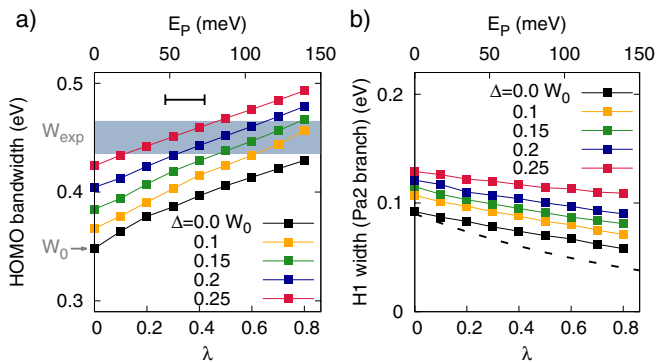 a)
E_P (meV)
0 50 100 150
HOMO bandwidth (eV)
0.5
0.4
0.3
W_exp
W_0
Δ=0.0 W_0
0.1
0.15
0.2
0.25
0 0.2 0.4 0.6 0.8
λ
b)
E_P (meV)
0 50 100 150
H1 width (Pa2 branch) (eV)
0.2
0.1
0
Δ=0.0 W_0
0.1
0.15
0.2
0.25
0 0.2 0.4 0.6 0.8
λ